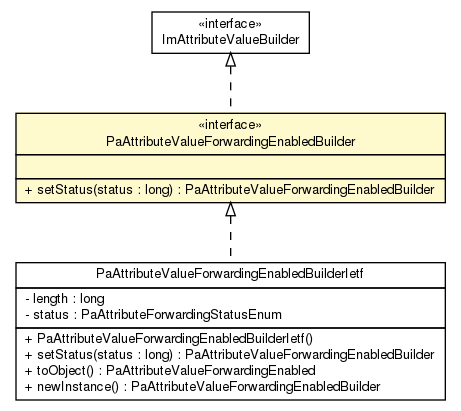 «interface»
ImAttributeValueBuilder
«interface»
PaAttributeValueForwardingEnabledBuilder
+ setStatus(status : long) : PaAttributeValueForwardingEnabledBuilder
PaAttributeValueForwardingEnabledBuilderIetf
- length : long
- status : PaAttributeForwardingStatusEnum
+ PaAttributeValueForwardingEnabledBuilderIetf()
+ setStatus(status : long) : PaAttributeValueForwardingEnabledBuilder
+ toObject() : PaAttributeValueForwardingEnabled
+ newInstance() : PaAttributeValueForwardingEnabledBuilder